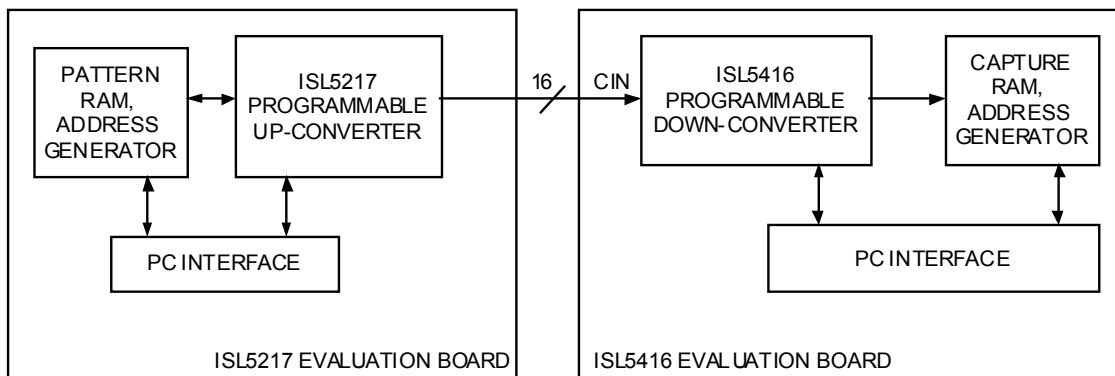 PATTERN
RAM,
ADDRESS
GENERATOR
ISL5217
PROGRAMMABLE
UP-CONVERTER
PC INTERFACE
ISL5217 EVALUATION BOARD
16
CIN
ISL5416
PROGRAMMABLE
DOWN-CONVERTER
CAPTURE
RAM,
ADDRESS
GENERATOR
PC INTERFACE
ISL5416 EVALUATION BOARD